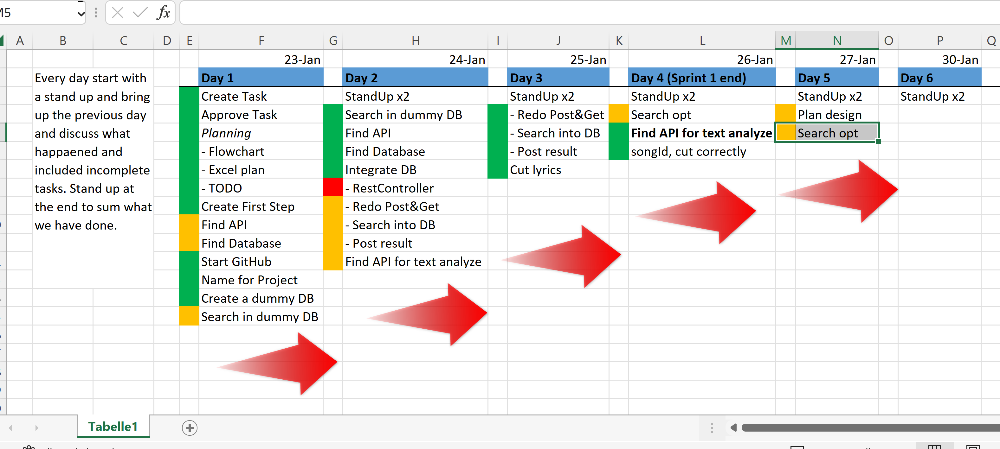 fx
A B C D E F G H I J K L M N O P Q
23-Jan 24-Jan 25-Jan 26-Jan 27-Jan 30-Jan
Every day start with
a stand up and bring
up the previous day
and discuss what
happaened and
included incomplete
tasks. Stand up at
the end to sum what
we have done.
Day 1
Create Task
Approve Task
Planning
- Flowchart
- Excel plan
- TODO
Create First Step
Find API
Find Database
Start GitHub
Name for Project
Create a dummy DB
Search in dummy DB
Day 2
StandUp x2
Search in dummy DB
Find API
Find Database
Integrate DB
- RestController
- Redo Post&Get
- Search into DB
- Post result
Find API for text analyze
Day 3
StandUp x2
- Redo Post&Get
- Search into DB
- Post result
Cut lyrics
Day 4 (Sprint 1 end)
StandUp x2
Search opt
Find API for text analyze
songId, cut correctly
Day 5
StandUp x2
Plan design
Search opt
Day 6
StandUp x2
Tabelle1